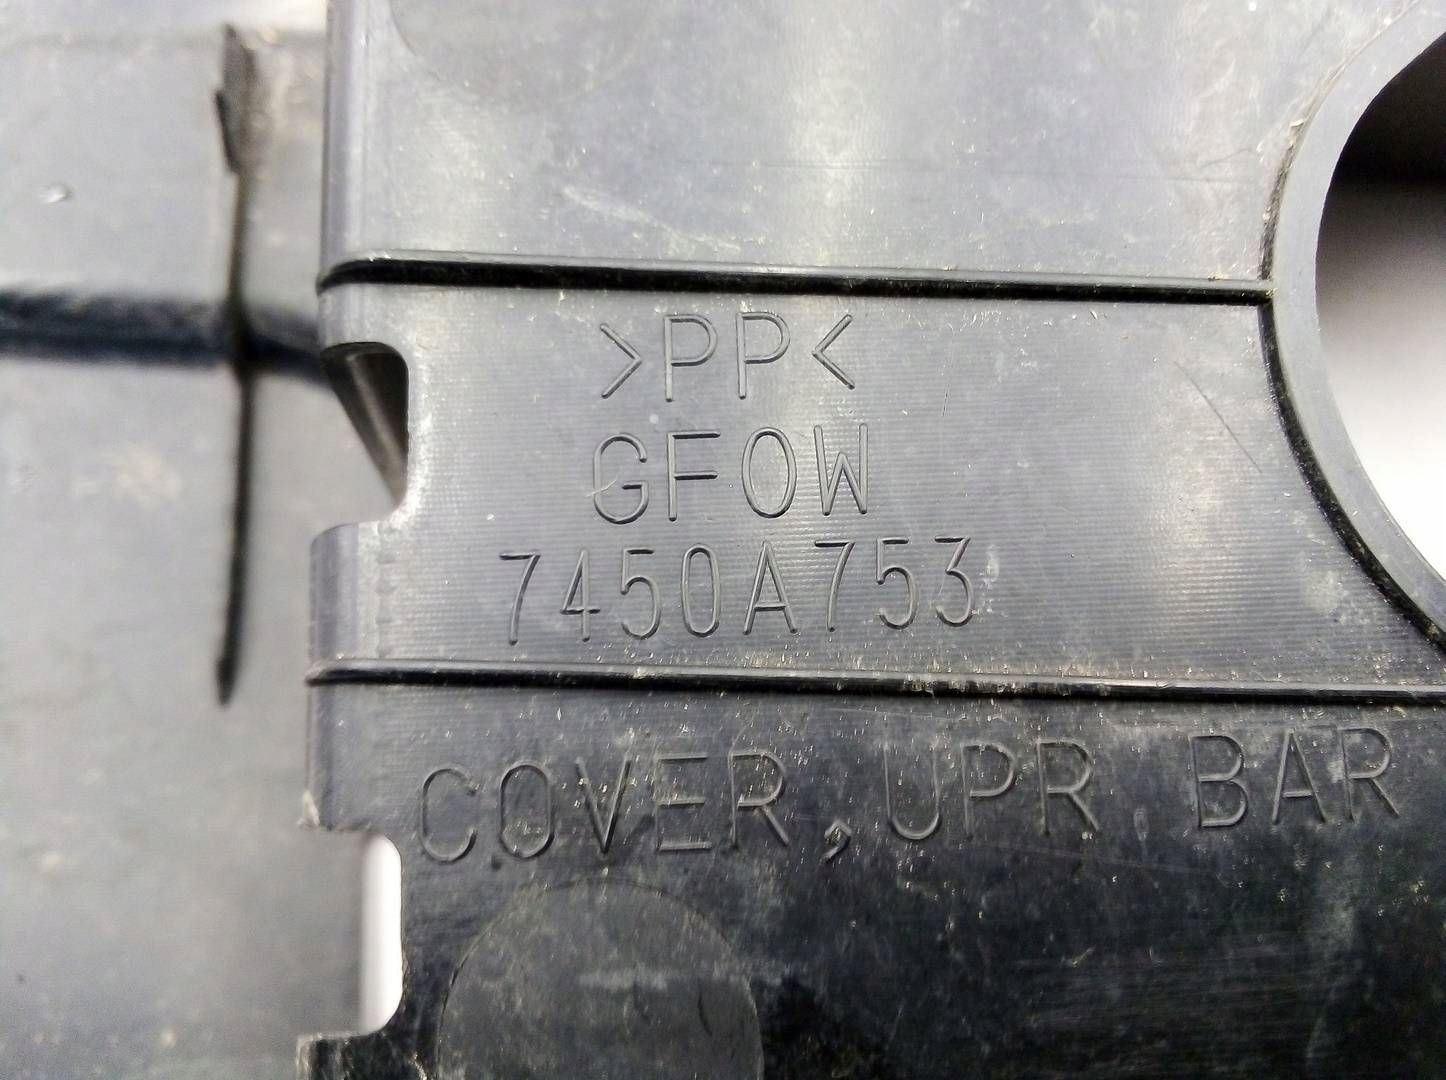 >PP<
GF0W
7450A753
COVER, UPR BAR